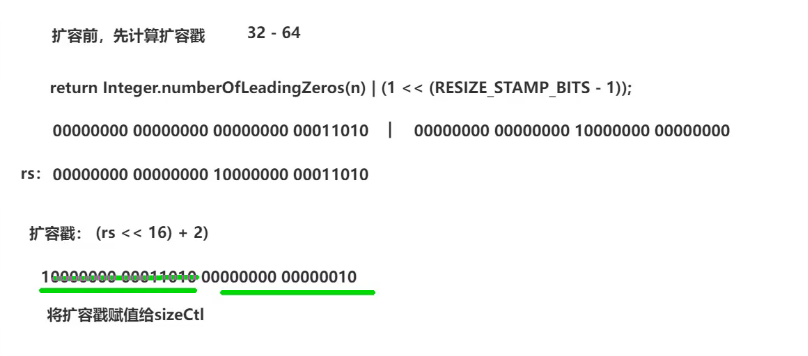 扩容前，先计算扩容戳 32 - 64
return Integer.numberOfLeadingZeros(n) | (1 << (RESIZE_STAMP_BITS - 1));
00000000 00000000 00000000 00011010 | 00000000 00000000 10000000 00000000
rs: 00000000 00000000 10000000 00011010
扩容戳： (rs << 16) + 2)
10000000 00011010 00000000 00000010
将扩容戳赋值给sizeCtl